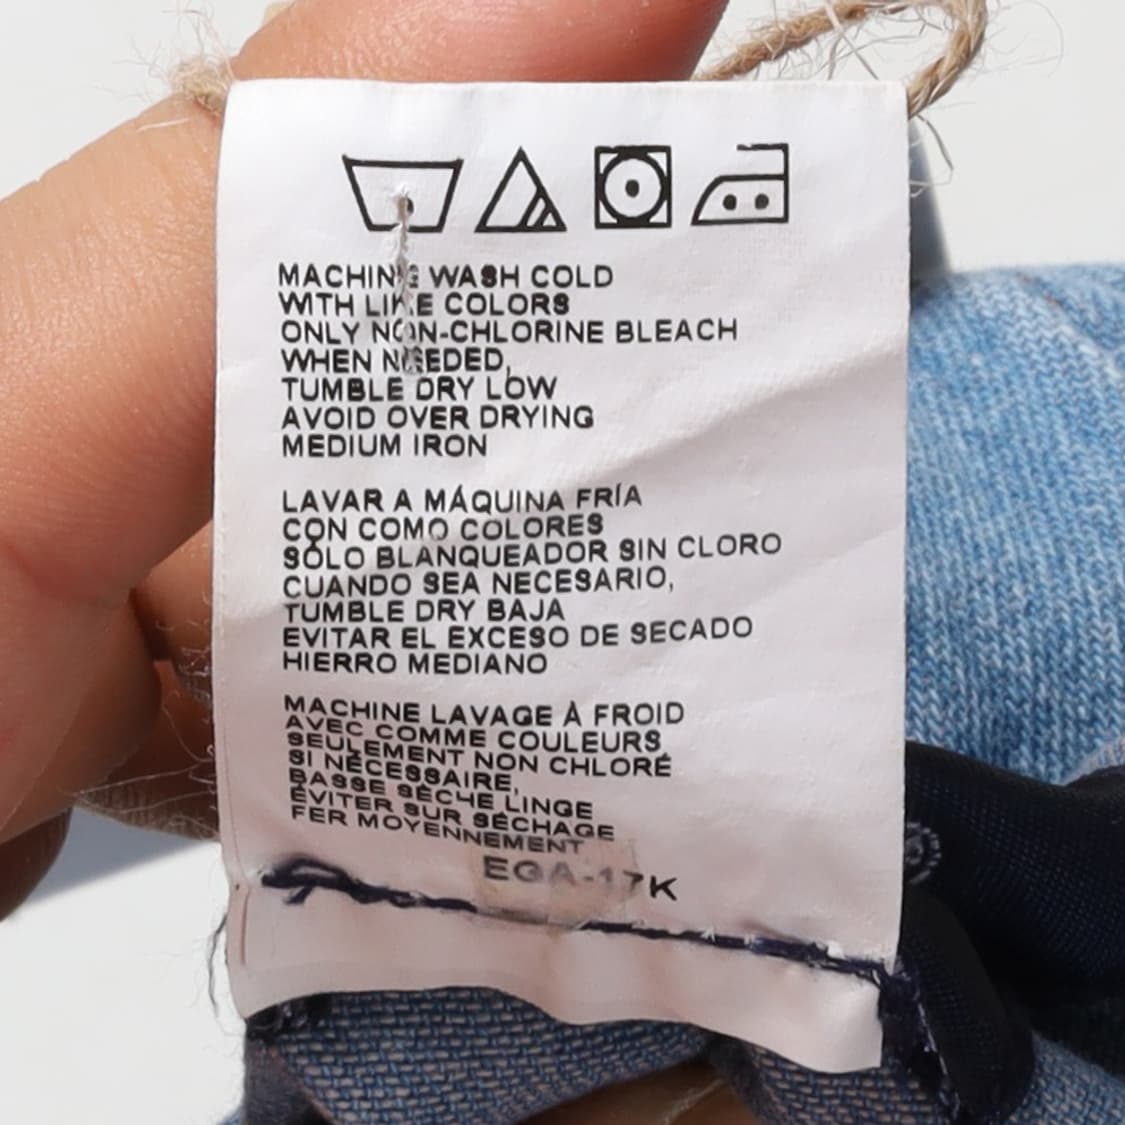 MACHINE WASH COLD
WITH LIKE COLORS
ONLY NON-CHLORINE BLEACH
WHEN NEEDED,
TUMBLE DRY LOW
AVOID OVER DRYING
MEDIUM IRON
LAVAR A MÁQUINA FRÍA
CON COMO COLORES
SÓLO BLANQUEADOR SIN CLORO
CUANDO SEA NECESARIO,
TUMBLE DRY BAJA
EVITAR EL EXCESO DE SECADO
HIERRO MEDIANO
MACHINE LAVAGE À FROID
AVEC COMME COULEURS
SEULEMENT NON CHLORÉ
SI NÉCESSAIRE,
BASSE SÈCHE LINGE
ÉVITER SUR SÉCHAGE
FER MOYENNEMENT
EGA-17K